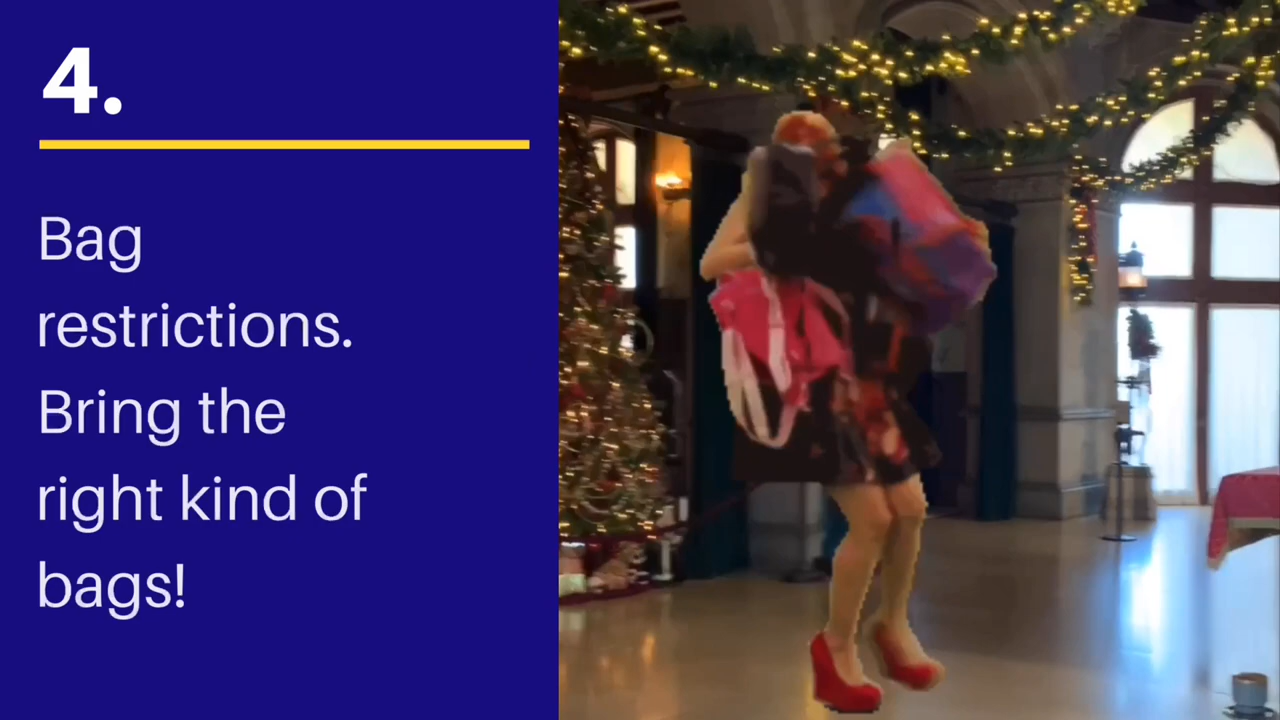 4.
Bag
restrictions.
Bring the
right kind of
bags!